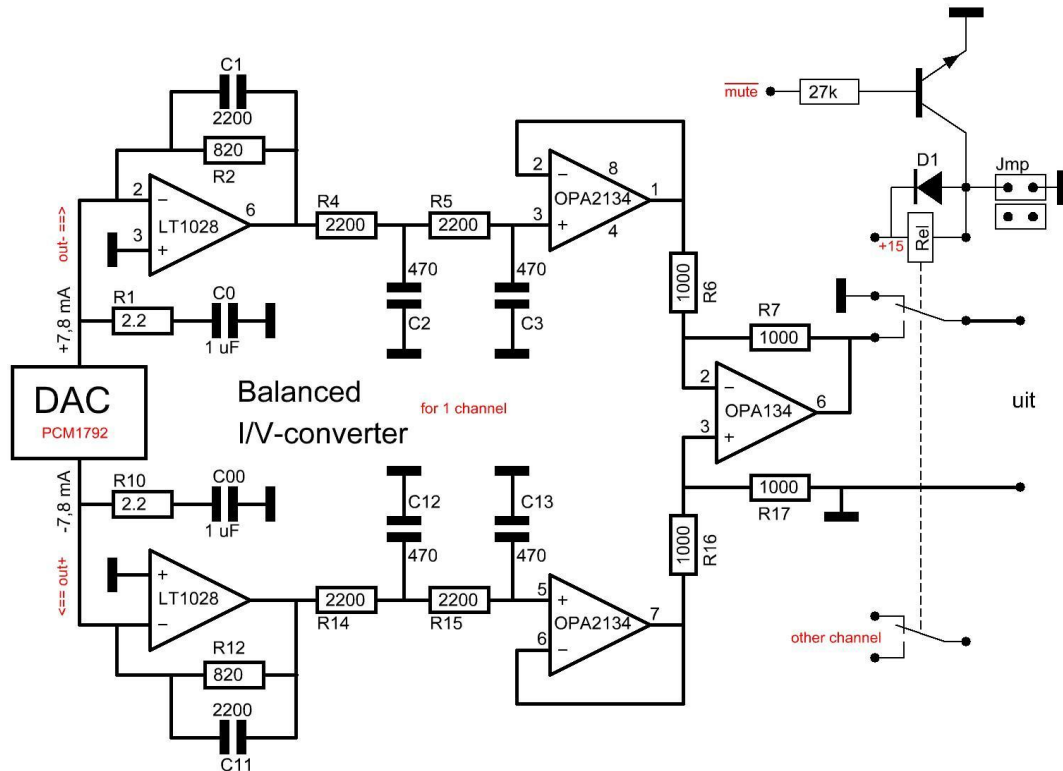 C1
2200
820
R2
2
6
3
LT1028
out- ==>
+7,8 mA
R1
2.2
C0
1 uF
R4
2200
R5
2200
470
C2
470
C3
2
8
1
3
4
OPA2134
mute
27k
D1
Jmp
+15
Rel
1000
R6
R7
1000
2
6
3
OPA134
uit
DAC
PCM1792
Balanced
I/V-converter
for 1 channel
-7,8 mA
<=== out+
R10
2.2
C00
1 uF
C12
470
C13
470
1000
R17
1000
R16
LT1028
2200
R14
2200
R15
5
7
6
OPA2134
R12
820
2200
C11
other channel
+
−
+
−
+
−
+
−
+
−